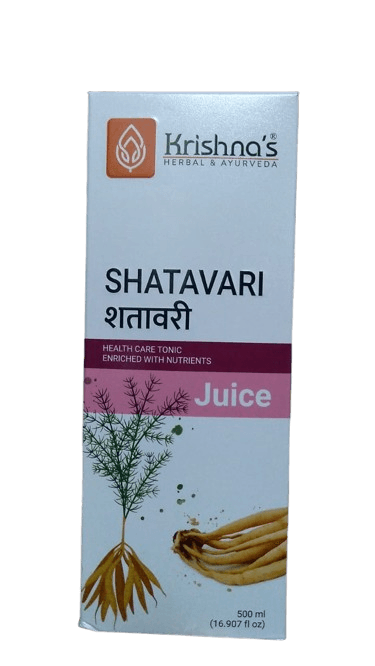 Krishna's®
HERBAL & AYURVEDA
SHATAVARI
शतावरी
HEALTH CARE TONIC
ENRICHED WITH NUTRIENTS
Juice
500 ml
(16.907 fl oz)